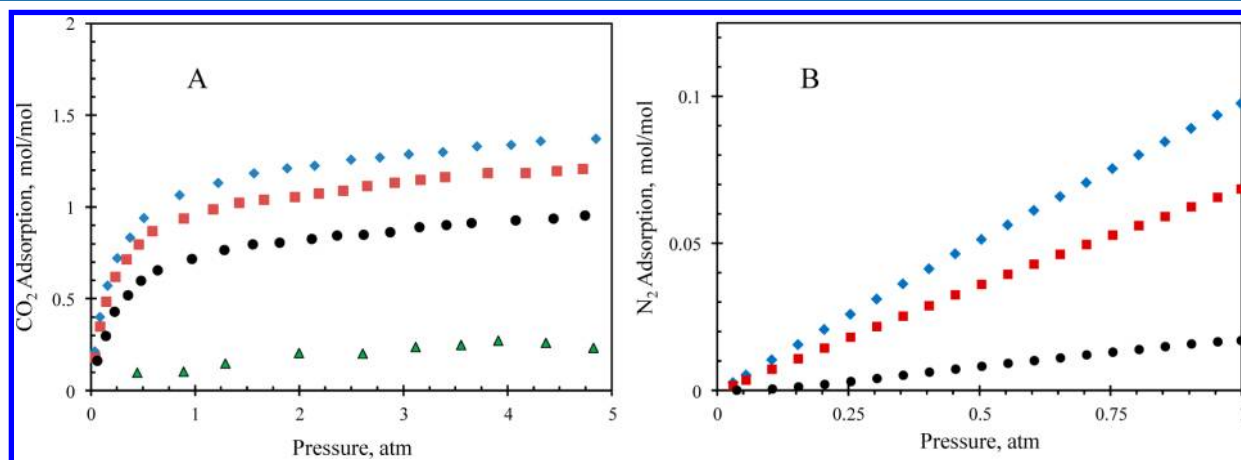 A
CO2 Adsorption, mol/mol
2
1.5
1
0.5
0
0 1 2 3 4 5
Pressure, atm
B
N2 Adsorption, mol/mol
0.1
0.05
0
0 0.25 0.5 0.75
Pressure, atm